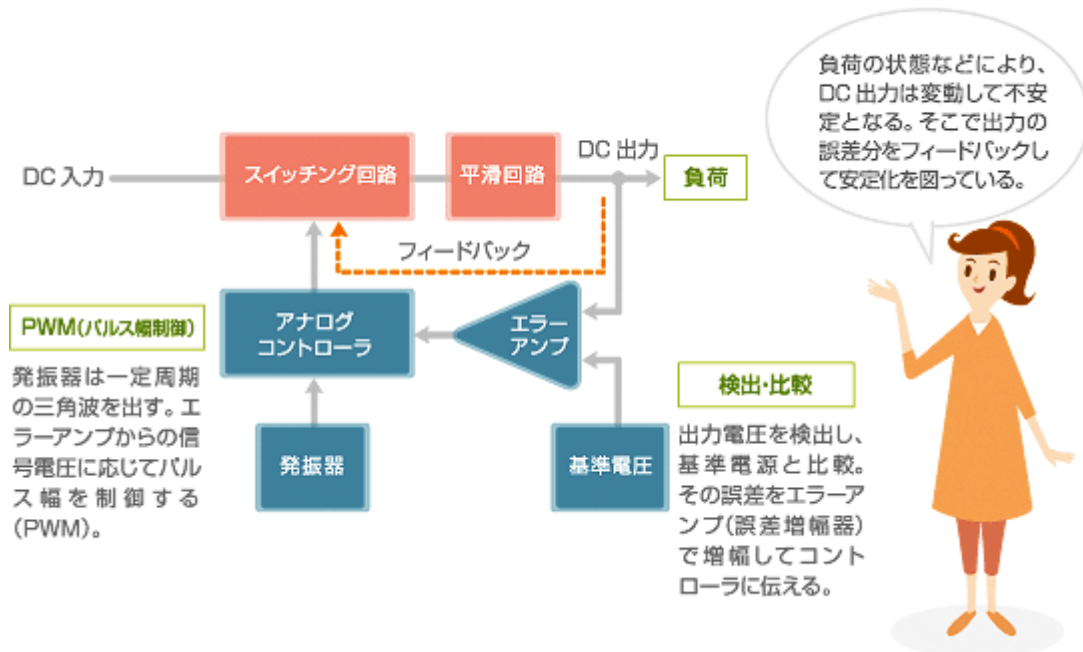 負荷の状態などにより、
DC 出力は変動して不安
定となる。そこで出力の
誤差分をフィードバックし
て安定化を図っている。
DC 入力
スイッチング回路
平滑回路
DC 出力
負荷
フィードバック
PWM(パルス幅制御)
発振器は一定周期
の三角波を出す。エ
ラーアンプからの信
号電圧に応じてパル
ス幅を制御する
(PWM)。
アナログ
コントローラ
エラー
アンプ
発振器
基準電圧
検出・比較
出力電圧を検出し、
基準電源と比較。
その誤差をエラーア
ンプ(誤差増幅器)
で増幅してコント
ローラに伝える。